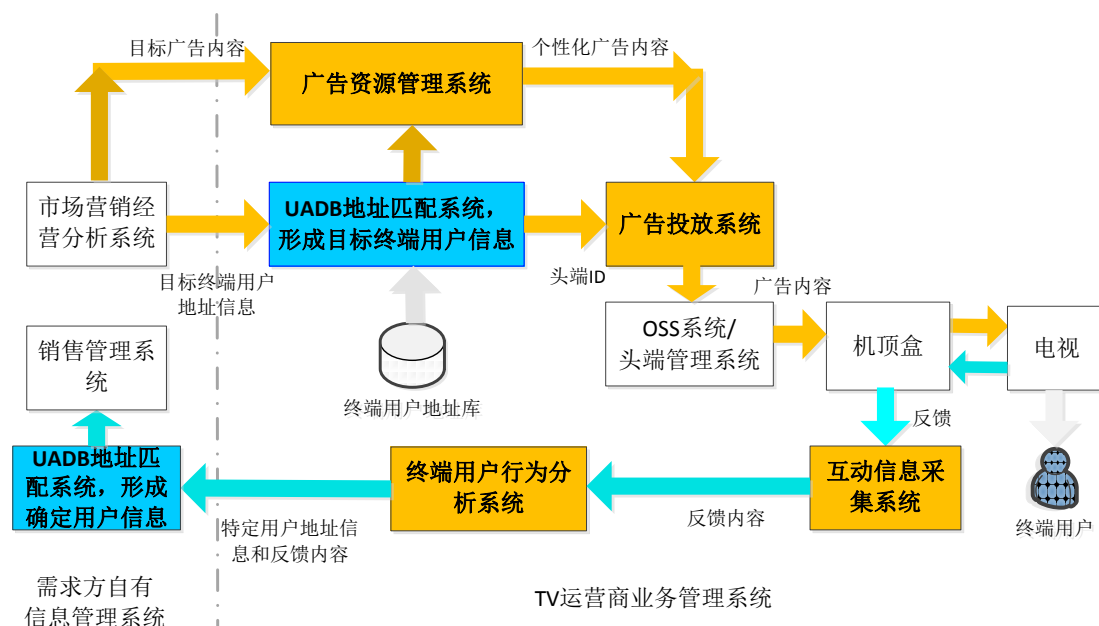 目标广告内容
个性化广告内容
广告资源管理系统
市场营销经
营分析系统
UADB地址匹配系统，
形成目标终端用户信息
广告投放系统
目标终端用户
地址信息
头端ID
广告内容
OSS系统/
头端管理系统
机顶盒
电视
销售管理系
统
终端用户地址库
反馈
UADB地址匹
配系统，形成
确定用户信息
终端用户行为分
析系统
互动信息采
集系统
特定用户地址信
息和反馈内容
反馈内容
终端用户
需求方自有
信息管理系统
TV运营商业务管理系统